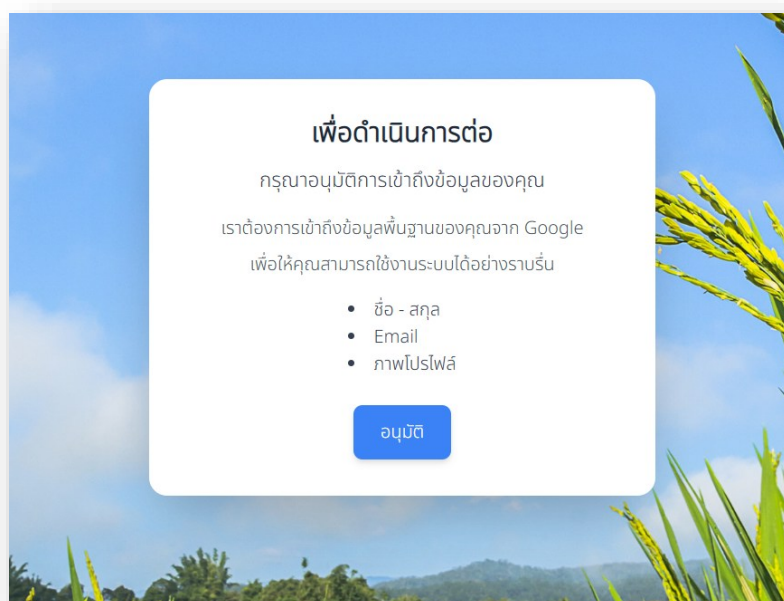 เพื่อดำเนินการต่อ
กรุณาอนุมัติการเข้าถึงข้อมูลของคุณ
เราต้องการเข้าถึงข้อมูลพื้นฐานของคุณจาก Google
เพื่อให้คุณสามารถใช้งานระบบได้อย่างราบรื่น
• ชื่อ - สกุล
• Email
• ภาพโปรไฟล์
อนุมัติ